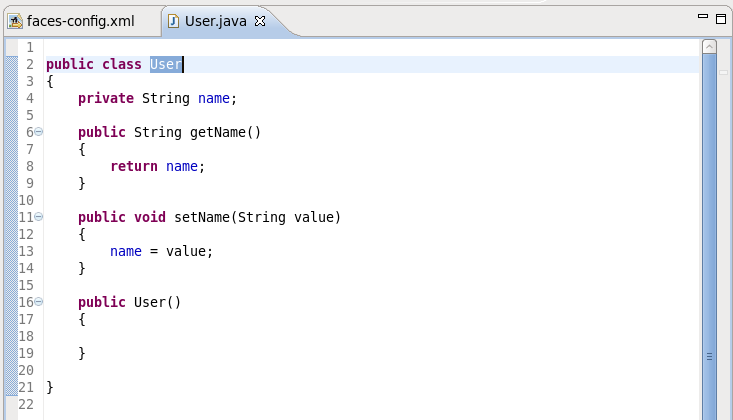 faces-config.xml
User.java
1
2 public class User
3 {
4     private String name;
5
6     public String getName()
7     {
8         return name;
9     }
10
11     public void setName(String value)
12     {
13         name = value;
14     }
15
16     public User()
17     {
18
19     }
20
21 }
22